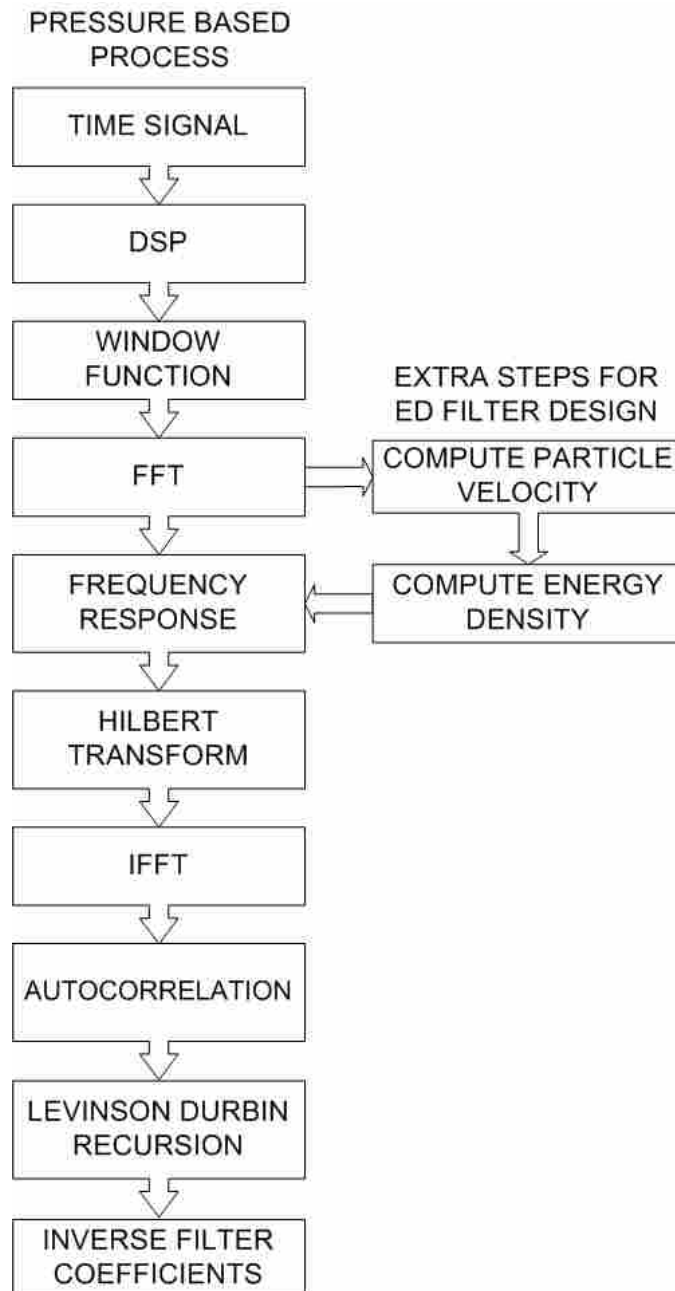 PRESSURE BASED
PROCESS
TIME SIGNAL
DSP
WINDOW
FUNCTION
FFT
EXTRA STEPS FOR
ED FILTER DESIGN
COMPUTE PARTICLE
VELOCITY
COMPUTE ENERGY
DENSITY
FREQUENCY
RESPONSE
HILBERT
TRANSFORM
IFFT
AUTOCORRELATION
LEVINSON DURBIN
RECURSION
INVERSE FILTER
COEFFICIENTS